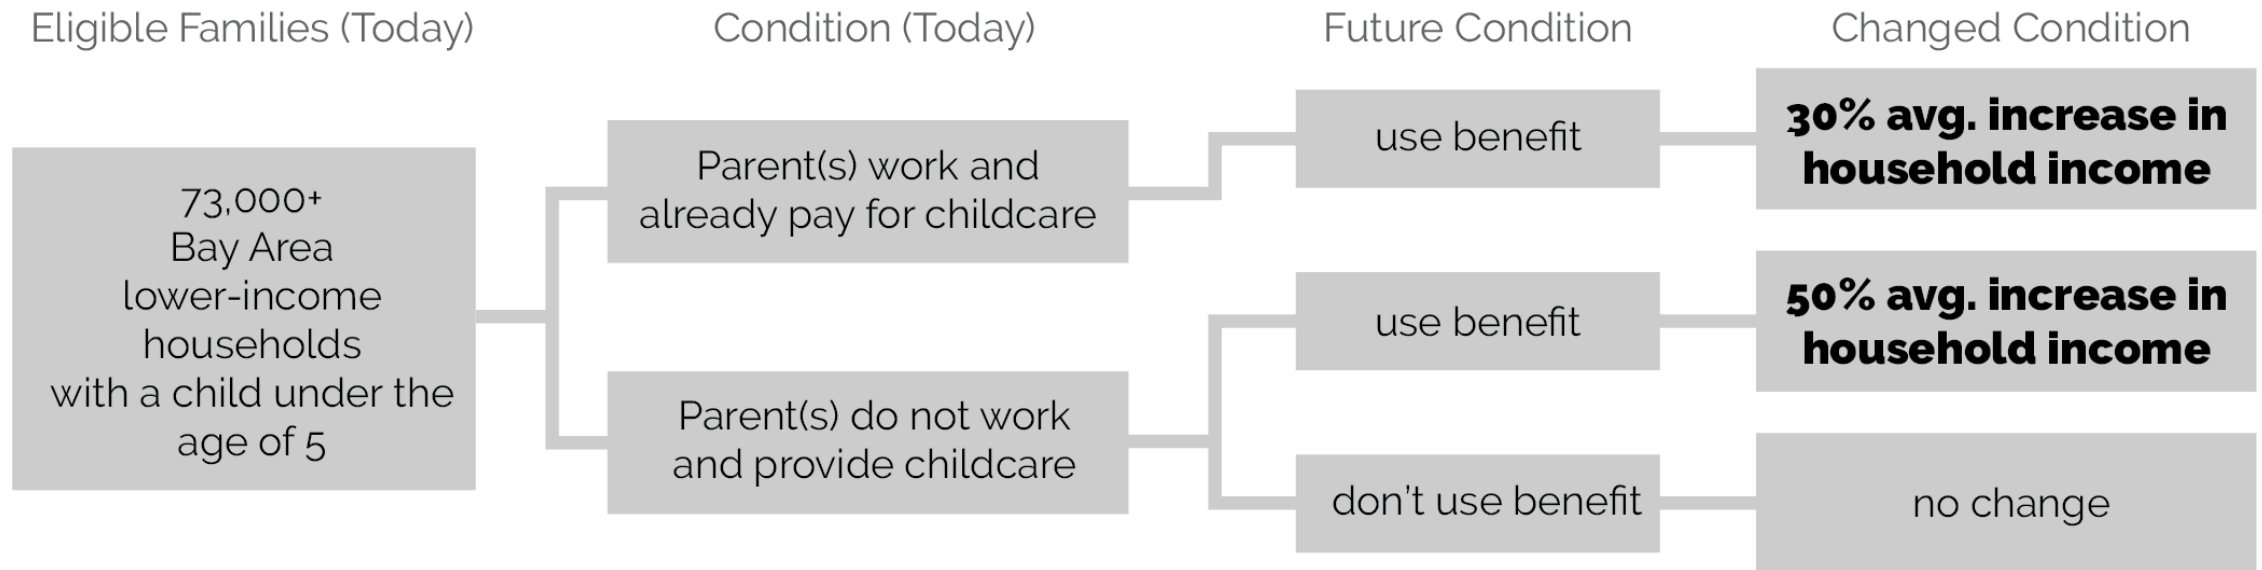 Eligible Families (Today)
Condition (Today)
Future Condition
Changed Condition
73,000+
Bay Area
lower-income
households
with a child under the
age of 5
Parent(s) work and
already pay for childcare
Parent(s) do not work
and provide childcare
use benefit
use benefit
don't use benefit
30% avg. increase in
household income
50% avg. increase in
household income
no change